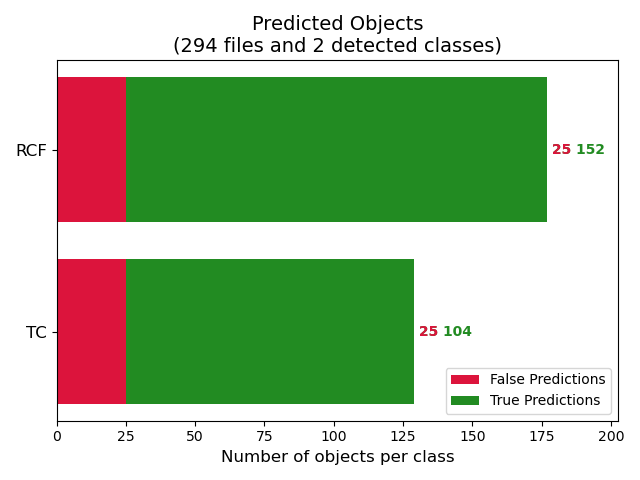 Predicted Objects
(294 files and 2 detected classes)
RCF
25 152
TC
25 104
False Predictions
True Predictions
0 25 50 75 100 125 150 175 200
Number of objects per class